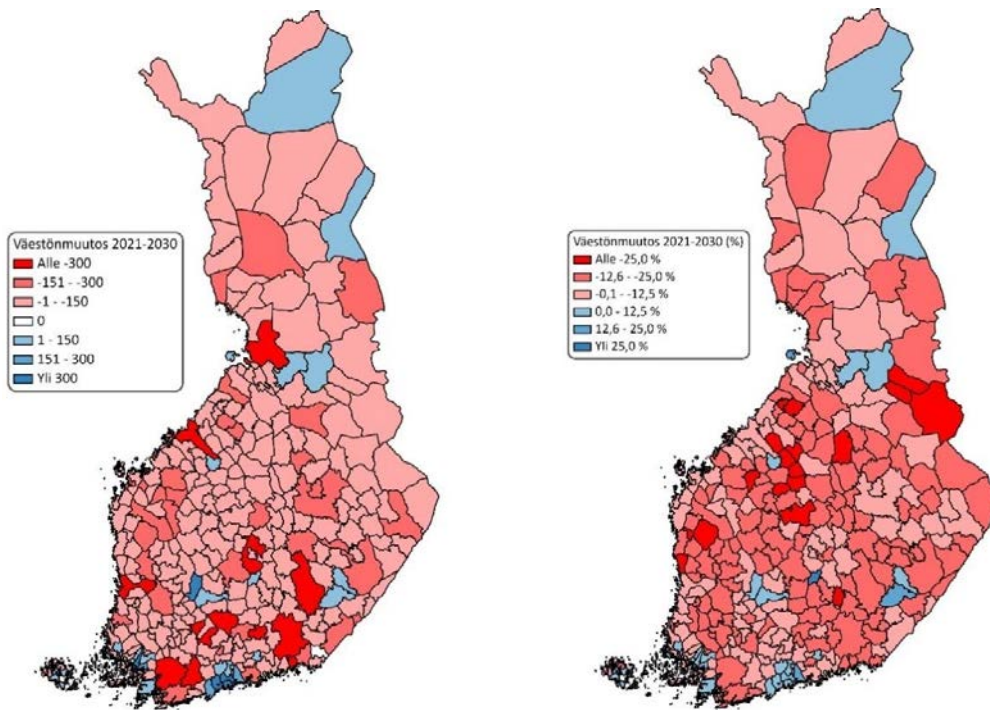 Väestönmuutos 2021-2030
Alle -300
-151 - -300
-1 - -150
0
1 - 150
151 - 300
Yli 300
Väestönmuutos 2021-2030 (%)
Alle -25,0 %
-12,6 - -25,0 %
-0,1 - -12,5 %
0,0 - 12,5 %
12,6 - 25,0 %
Yli 25,0 %